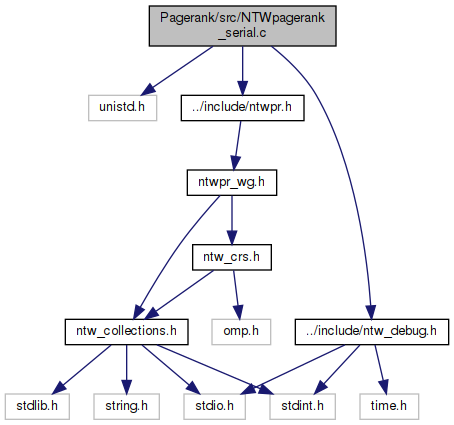 Pagerank/src/NTWpagerank
_serial.c
unistd.h
../include/ntwpr.h
ntwpr_wg.h
ntw_crs.h
ntw_collections.h
omp.h
../include/ntw_debug.h
stdlib.h
string.h
stdio.h
stdint.h
time.h